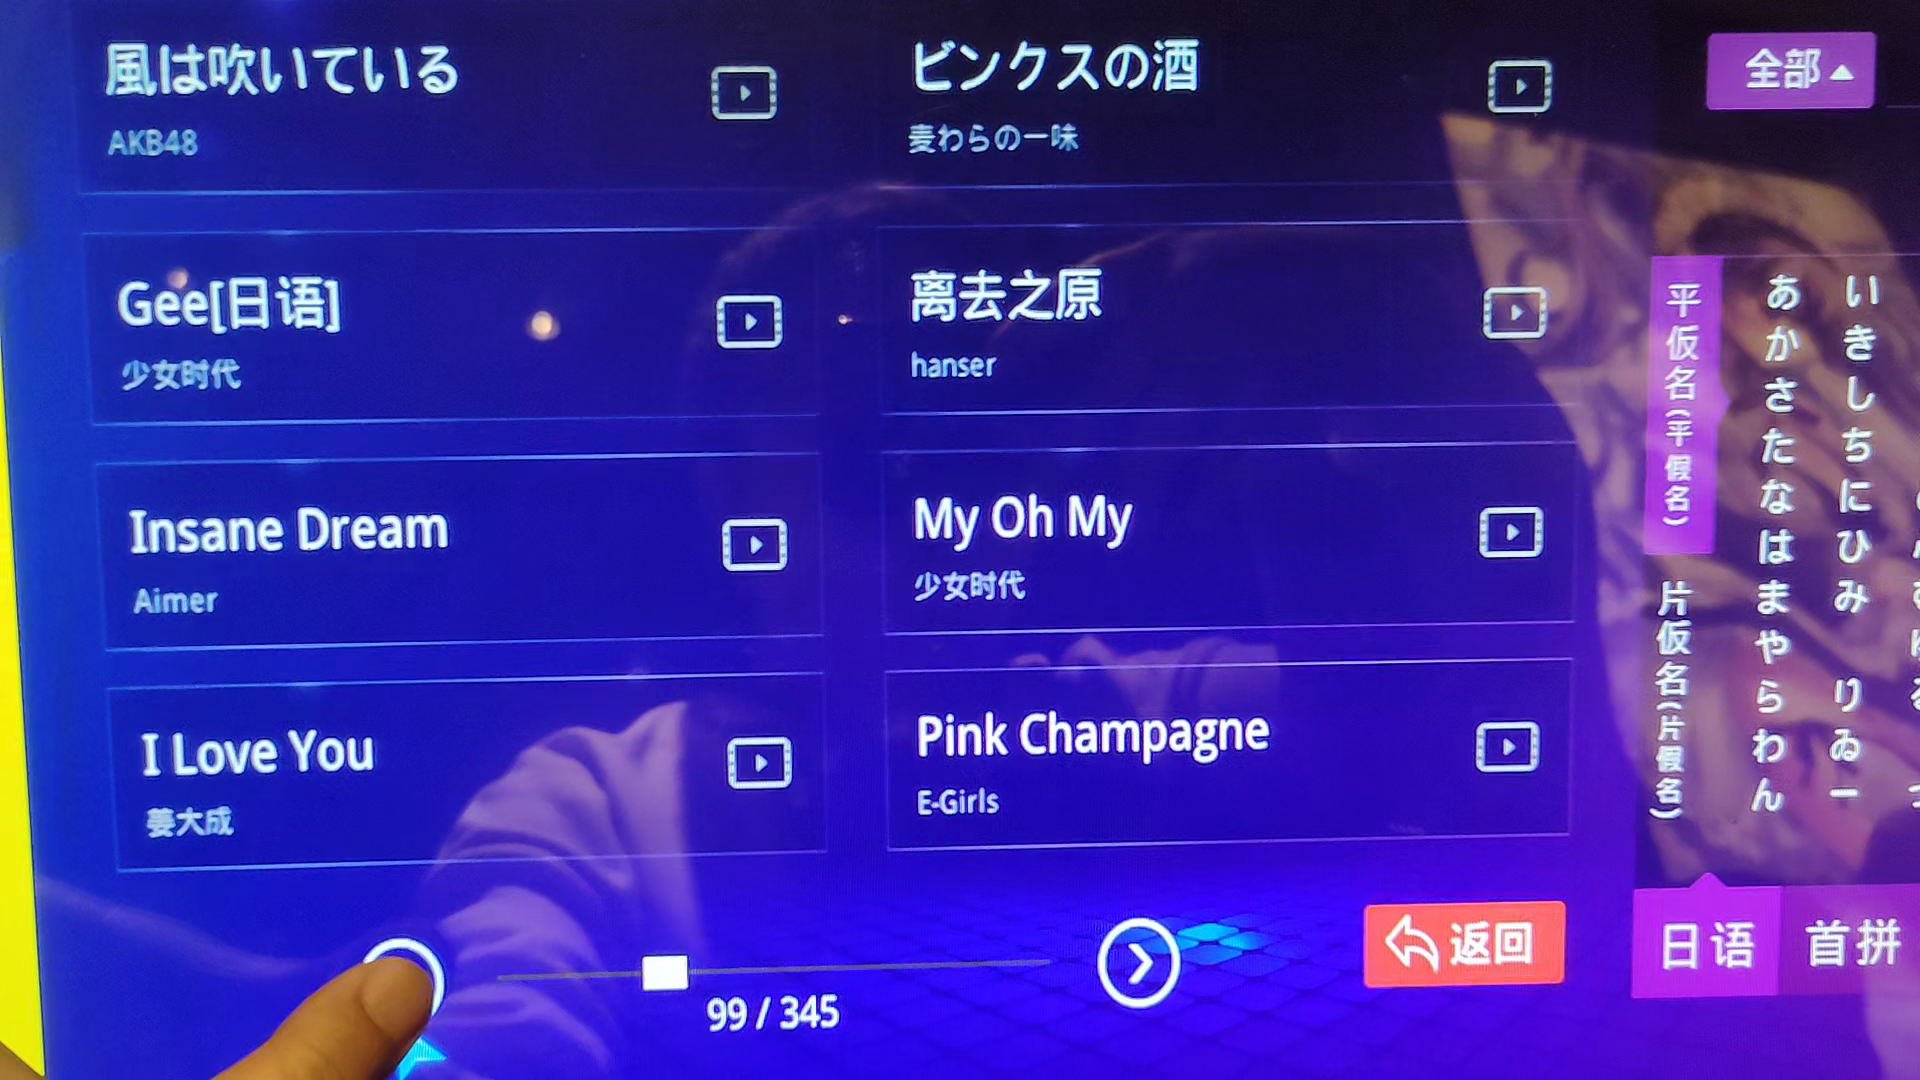 風は吹いている
AKB48
ビンクスの酒
麦わらの一味
Gee[日语]
少女时代
离去之原
hanser
Insane Dream
Aimer
My Oh My
少女时代
I Love You
姜大成
Pink Champagne
E-Girls
99 / 345
返回
全部
平仮名(平假名)
片仮名(片假名)
あかさたなはまやらわん
いきしちにひみ りゐー
日语
首拼